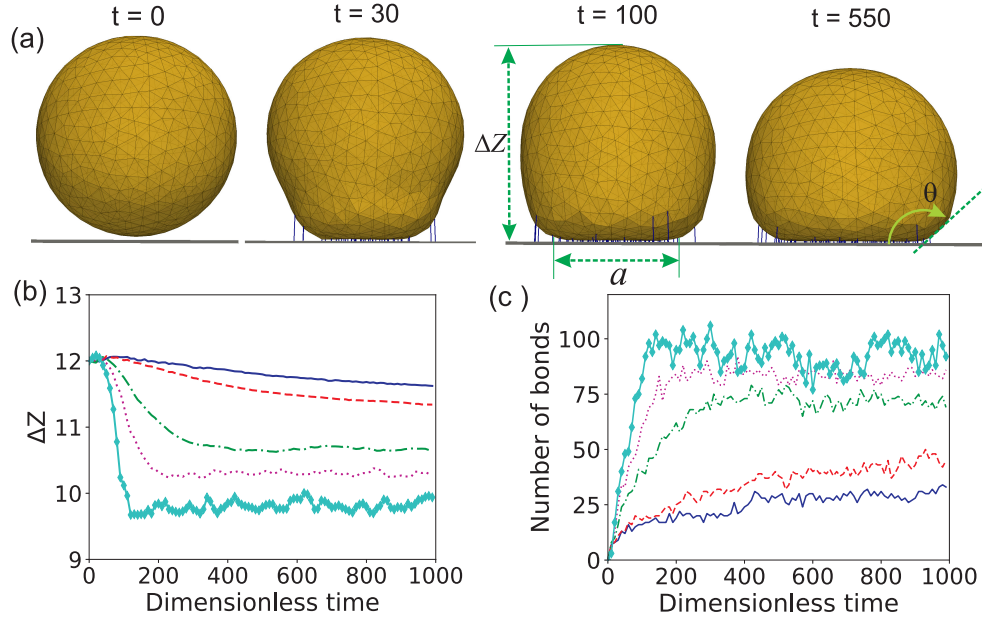 t = 0
t = 30
t = 100
t = 550
(a)
ΔZ
θ
a
(b)
13
12
11
10
9
ΔZ
0
200
400
600
800
1000
Dimensionless time
(c)
100
75
50
25
0
Number of bonds
0
200
400
600
800
1000
Dimensionless time